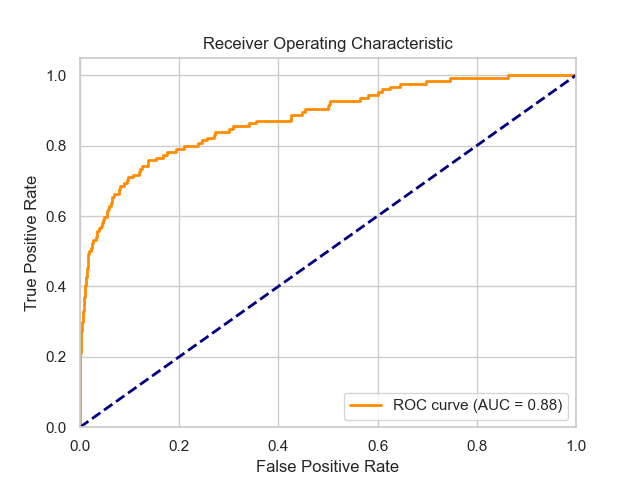 Receiver Operating Characteristic
1.0
0.8
0.6
0.4
0.2
0.0
True Positive Rate
ROC curve (AUC = 0.88)
0.0 0.2 0.4 0.6 0.8 1.0
False Positive Rate